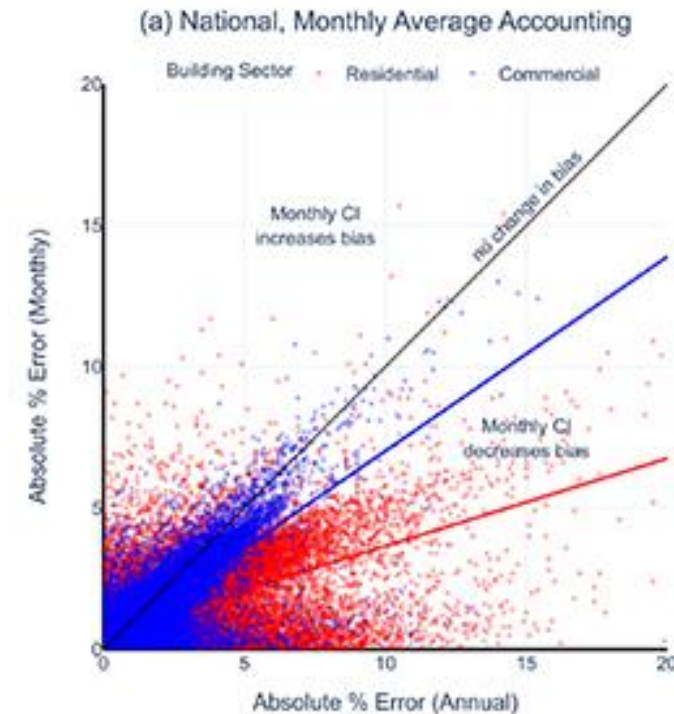 (a) National, Monthly Average Accounting
Building Sector Residential Commercial
20
no change in bias
Monthly CI
increases bias
15
Absolute % Error (Monthly)
10
Monthly CI
decreases bias
5
0
0 5 10 15 20
Absolute % Error (Annual)